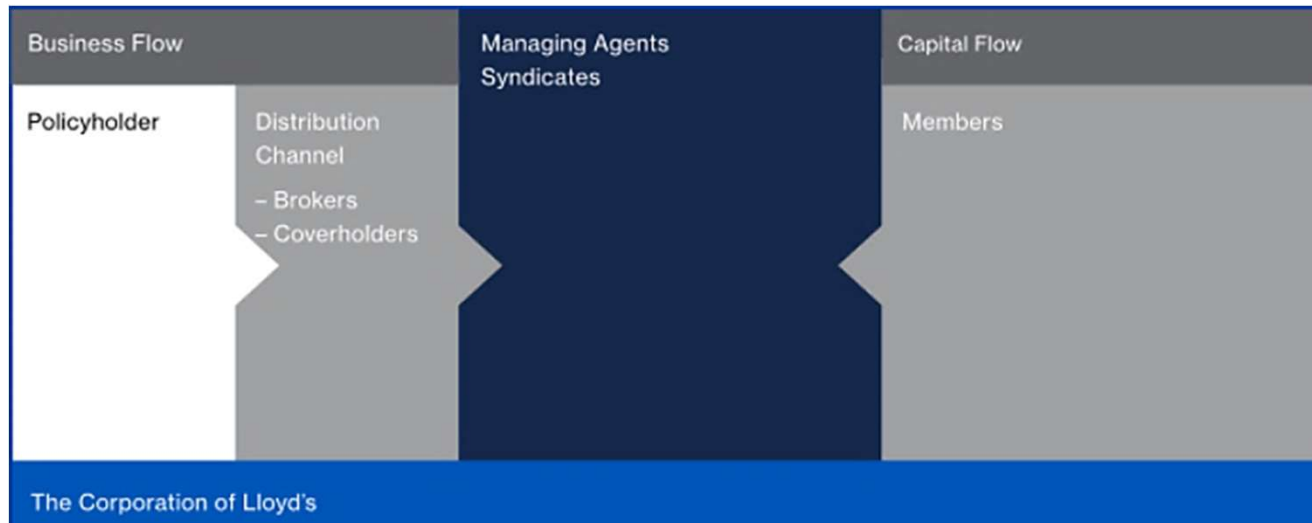 Business Flow
Managing Agents
Syndicates
Capital Flow
Policyholder
Distribution
Channel
– Brokers
– Coverholders
Members
The Corporation of Lloyd's